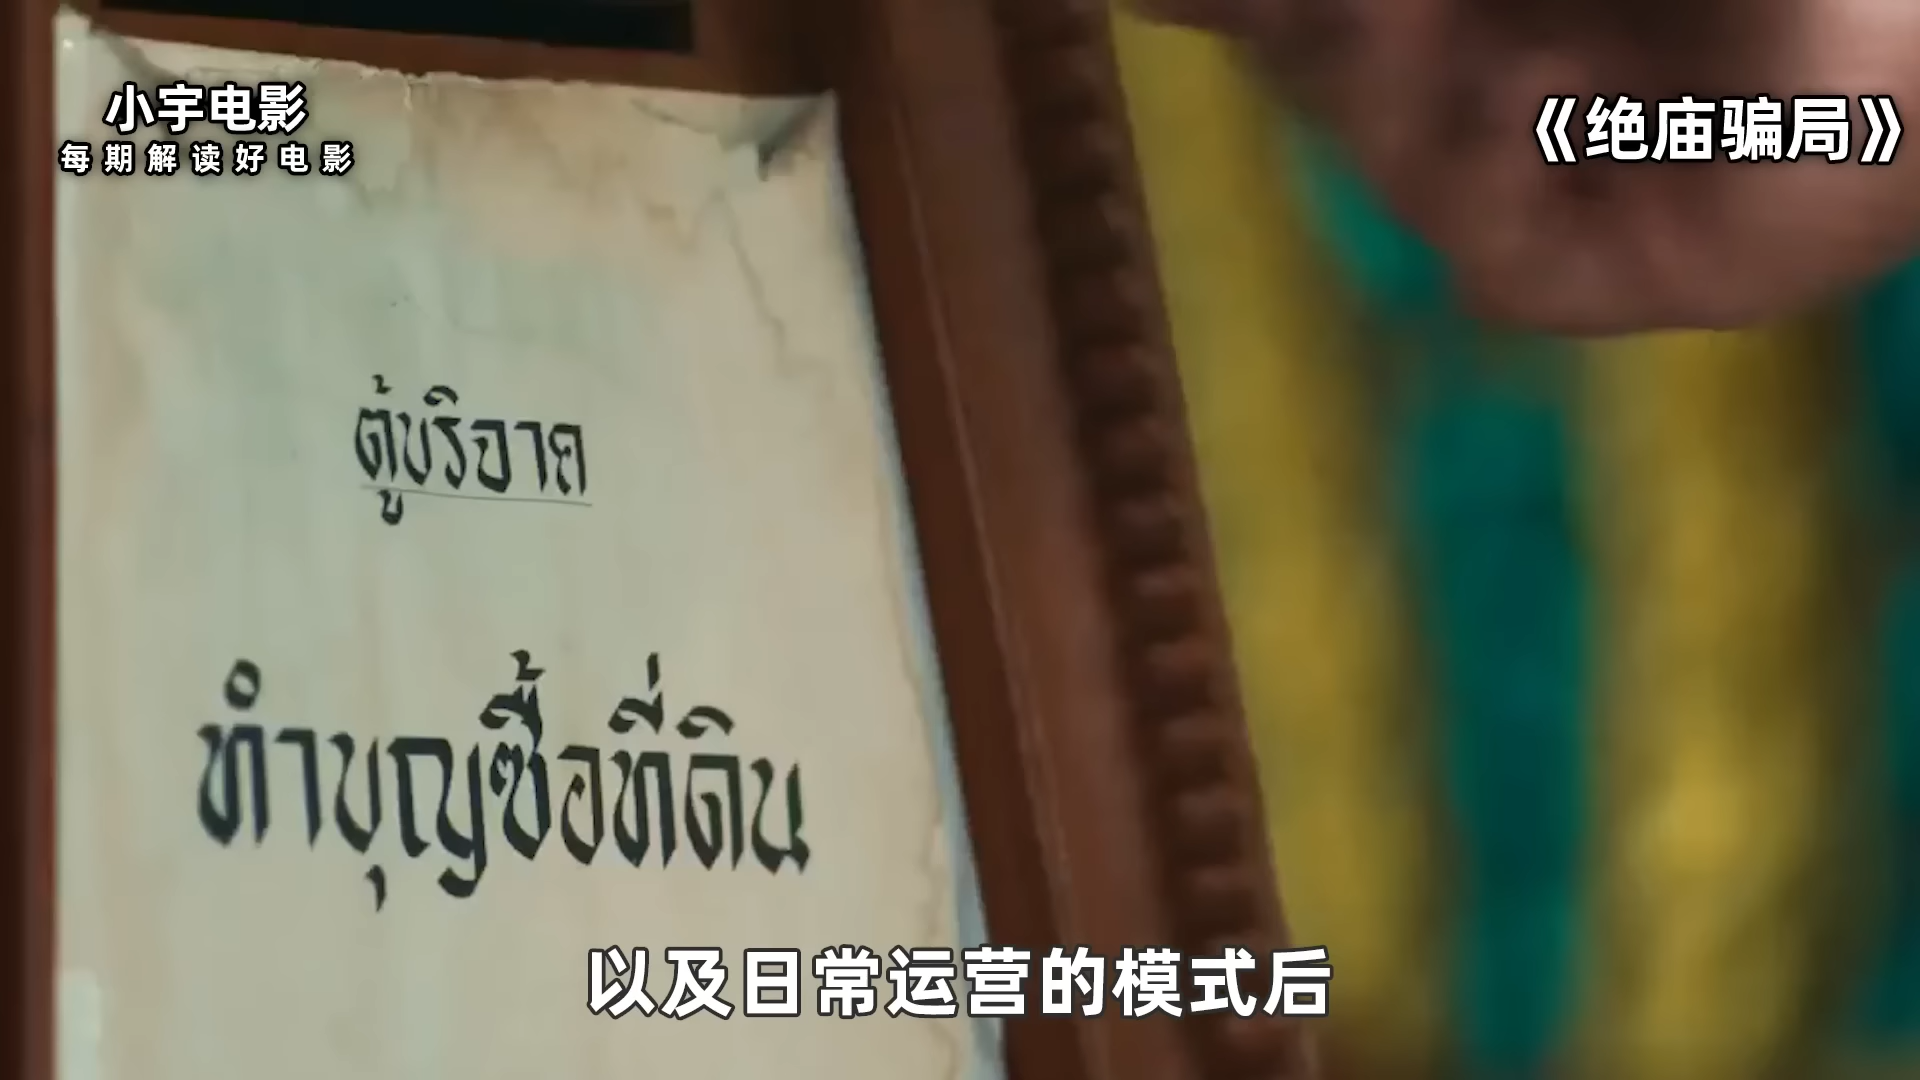 小宇电影
每期解读好电影
《绝庙骗局》
ตู้บริจาค
ทำบุญซื้อที่ดิน
以及日常运营的模式后